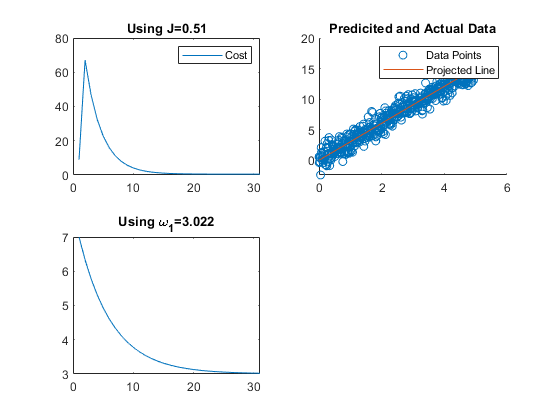 Using J=0.51
80
60
40
20
0
0 10 20 30
Cost
Predicited and Actual Data
20
15
10
5
0
0 2 4 6
Data Points
Projected Line
Using ω₁=3.022
7
6
5
4
3
0 10 20 30